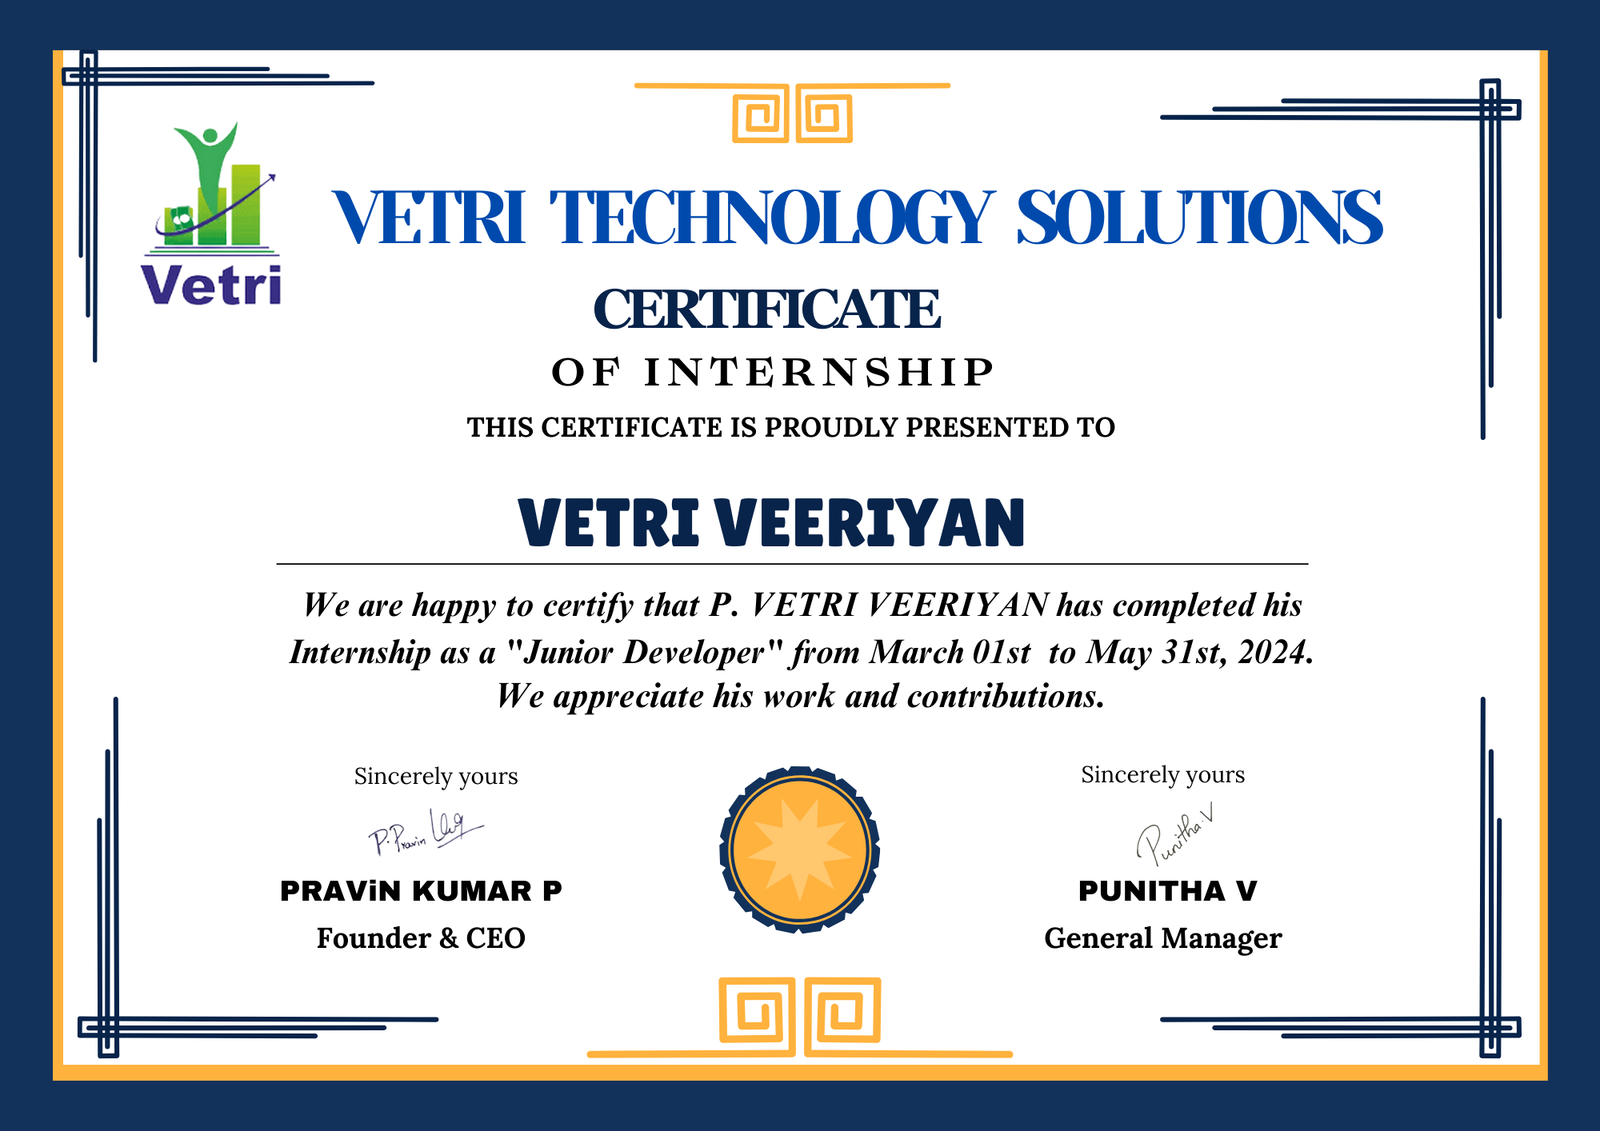 Vetri
VETRI TECHNOLOGY SOLUTIONS
CERTIFICATE
OF INTERNSHIP
THIS CERTIFICATE IS PROUDLY PRESENTED TO
VETRI VEERIYAN
We are happy to certify that P. VETRI VEERIYAN has completed his
Internship as a "Junior Developer" from March 01st to May 31st, 2024.
We appreciate his work and contributions.
Sincerely yours
P. Pravin
PRAViN KUMAR P
Founder & CEO
Sincerely yours
Punitha.V
PUNITHA V
General Manager